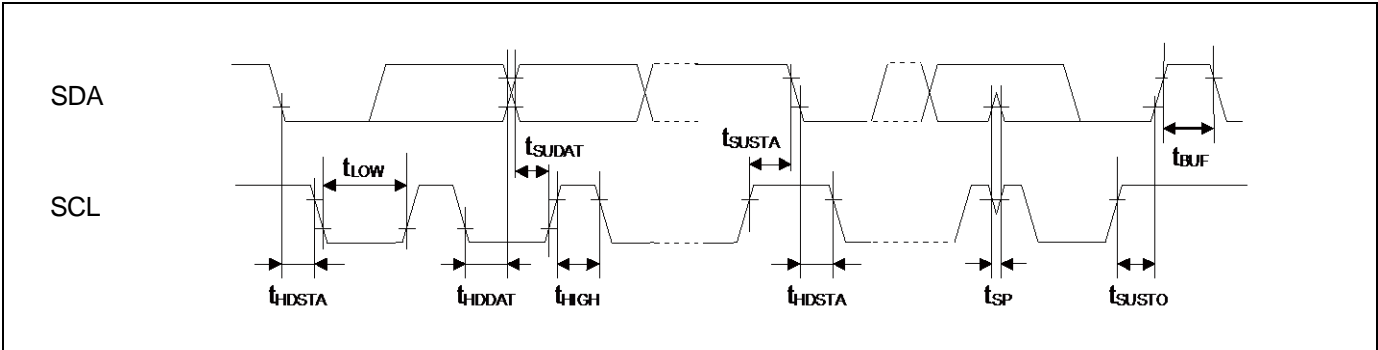 SDA
tSUSTA
tSUDAT
tBUF
tLOW
SCL
tHDSTA
tHDDAT
tHIGH
tHDSTA
tSP
tSUSTO